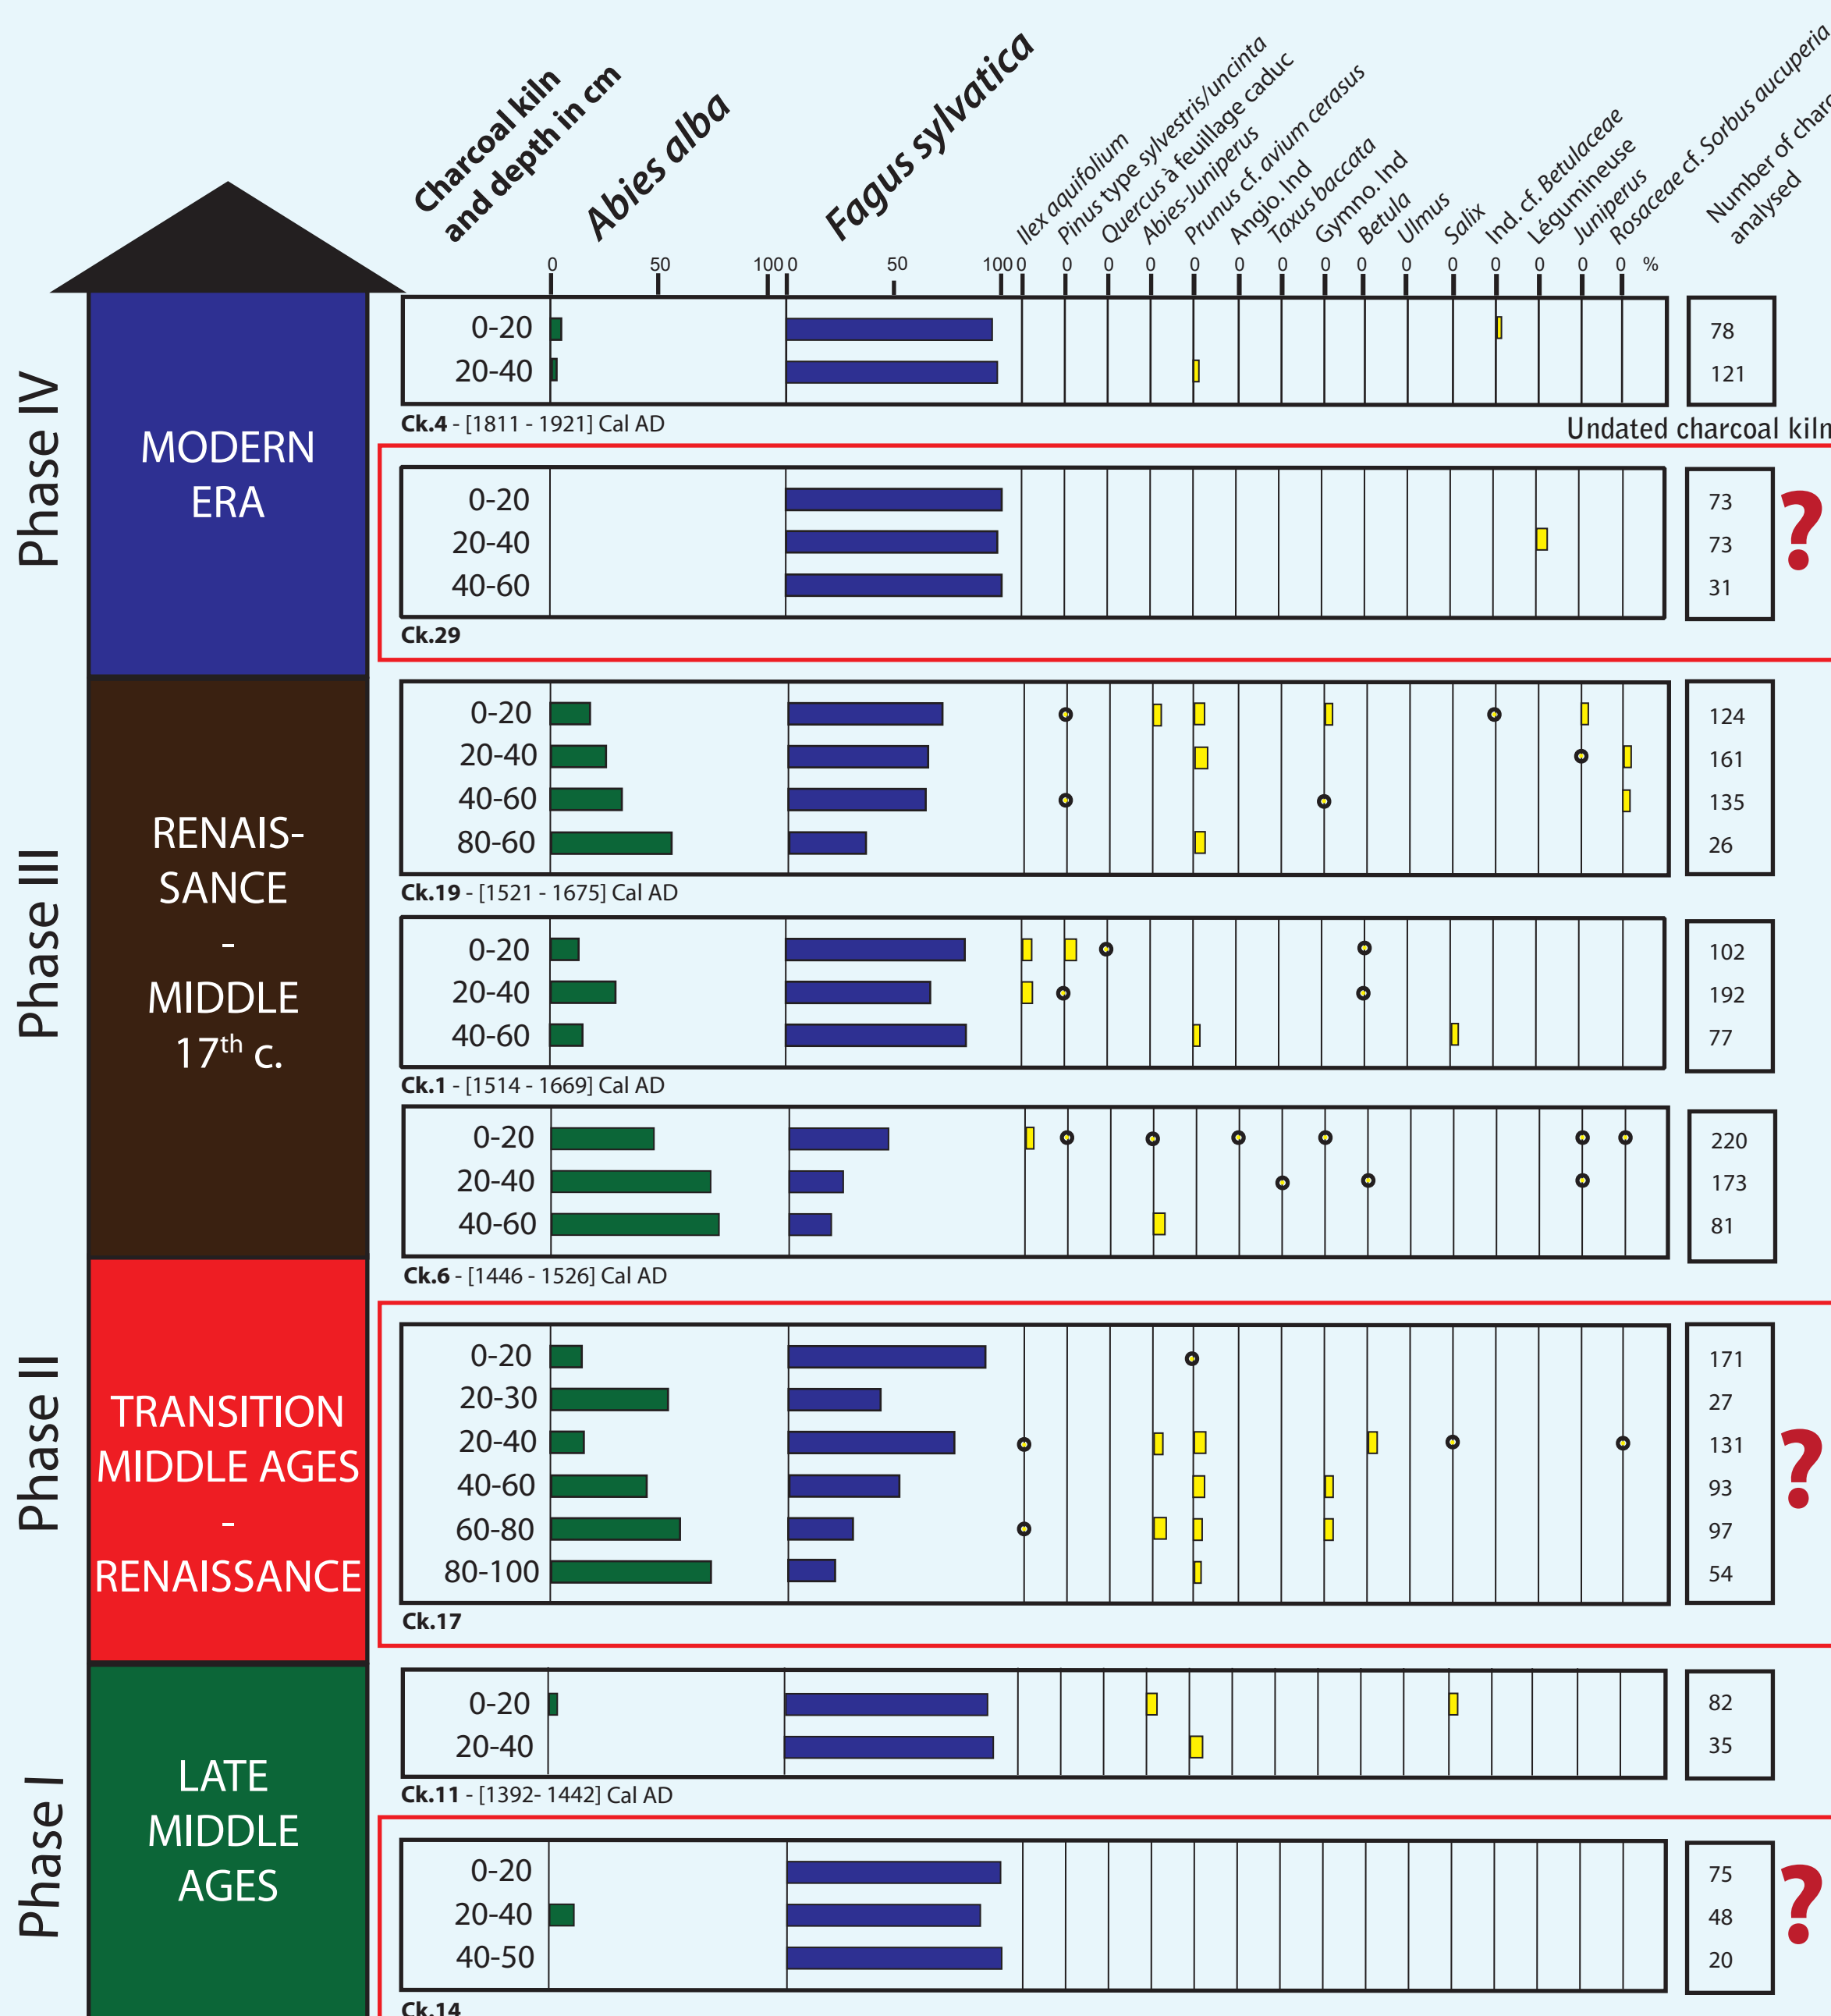 Charcoal kiln
and depth in cm
Abies alba
Fagus sylvatica
Ilex aquifolium
Pinus type sylvestris/uncinta
Quercus à feuillage caduc
Abies-Juniperus
Prunus cf. avium cerasus
Angio. Ind
Taxus baccata
Gymno. Ind
Betula
Ulmus
Salix
Ind. cf. Betulaceae
Légumineuse
Juniperus
Rosaceae cf. Sorbus aucuperia
Number of
analysed
0 50 100 0 50 100 0 0 0 0 0 0 0 0 0 0 0 0 0 0 0 %
Phase IV
MODERN
ERA
0-20 78
20-40 121
Ck.4 - [1811 - 1921] Cal AD
Undated charcoal kiln
0-20 73
20-40 73
40-60 31
?
Ck.29
Phase III
RENAIS-
SANCE
-
MIDDLE
17th c.
0-20 124
20-40 161
40-60 135
80-60 26
Ck.19 - [1521 - 1675] Cal AD
0-20 102
20-40 192
40-60 77
Ck.1 - [1514 - 1669] Cal AD
0-20 220
20-40 173
40-60 81
Ck.6 - [1446 - 1526] Cal AD
Phase II
TRANSITION
MIDDLE AGES
-
RENAISSANCE
0-20 171
20-30 27
20-40 131
40-60 93
60-80 97
80-100 54
?
Ck.17
Phase I
LATE
MIDDLE
AGES
0-20 82
20-40 35
Ck.11 - [1392- 1442] Cal AD
0-20 75
20-40 48
40-50 20
?
Ck.14